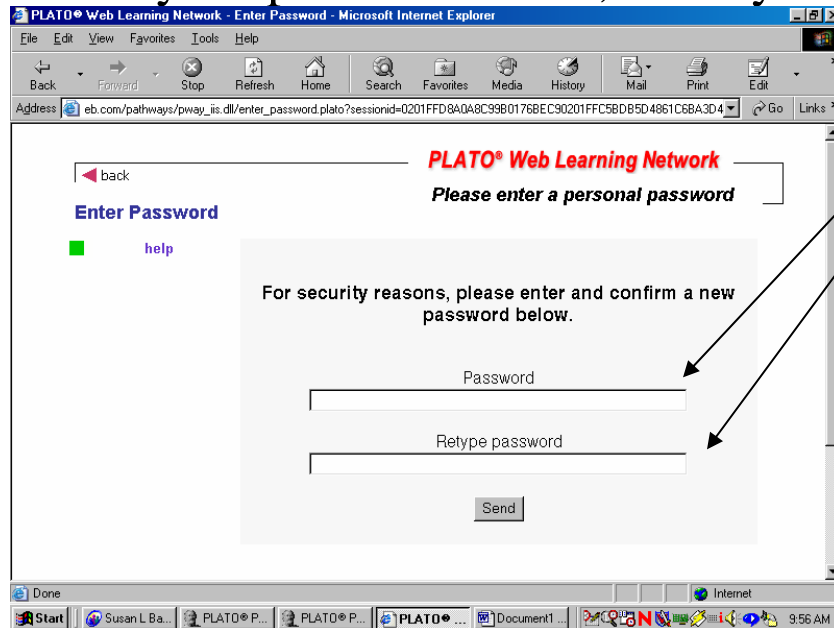 PLATO® Web Learning Network - Enter Password - Microsoft Internet Explorer
File Edit View Favorites Tools Help
Back Forward Stop Refresh Home Search Favorites Media History Mail Print Edit
Address eb.com/pathways/pway_iis.dll/enter_password.plato?sessionid=0201FFD8A0A8C99B0176BEC90201FFC5BDB5D4861C6BA3D4 Go Links
PLATO® Web Learning Network
back
Please enter a personal password
Enter Password
help
For security reasons, please enter and confirm a new
password below.
Password
Retype password
Send
Done Internet
Start Susan L Ba... PLATO® P... PLATO® P... PLATO® ... Document1 ... 9:56 AM